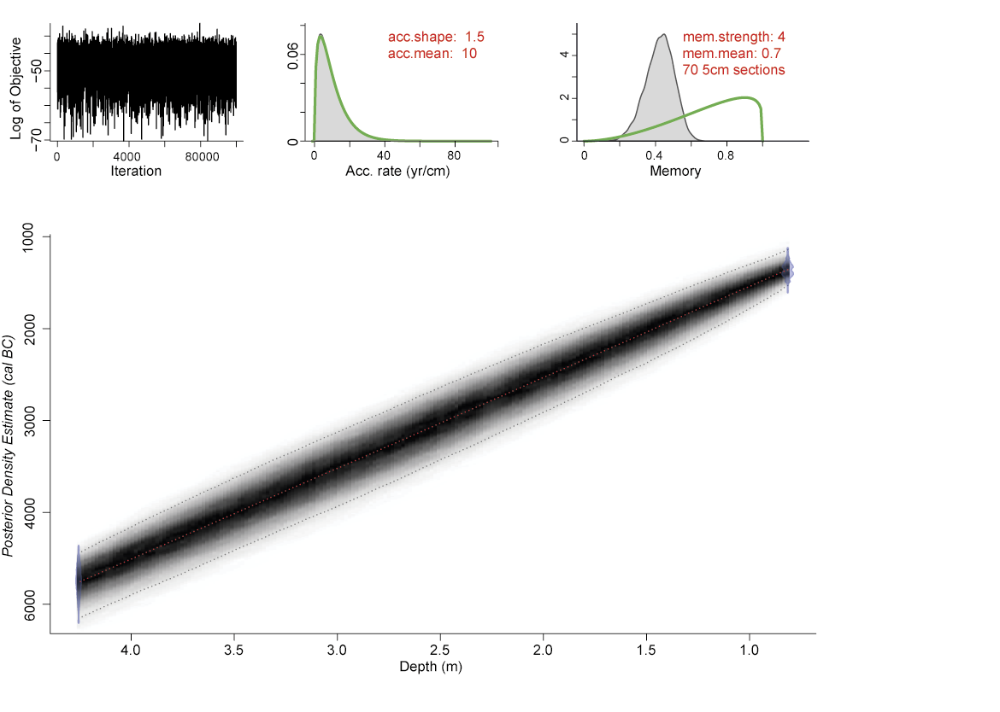 Log of Objective
−50
−70
0
4000
80000
Iteration
acc.shape: 1.5
acc.mean: 10
0.06
0
0
40
80
Acc. rate (yr/cm)
mem.strength: 4
mem.mean: 0.7
70 5cm sections
4
2
0
0
0.4
0.8
Memory
Posterior Density Estimate (cal BC)
1000
2000
3000
4000
6000
4.0
3.5
3.0
2.5
2.0
1.5
1.0
Depth (m)